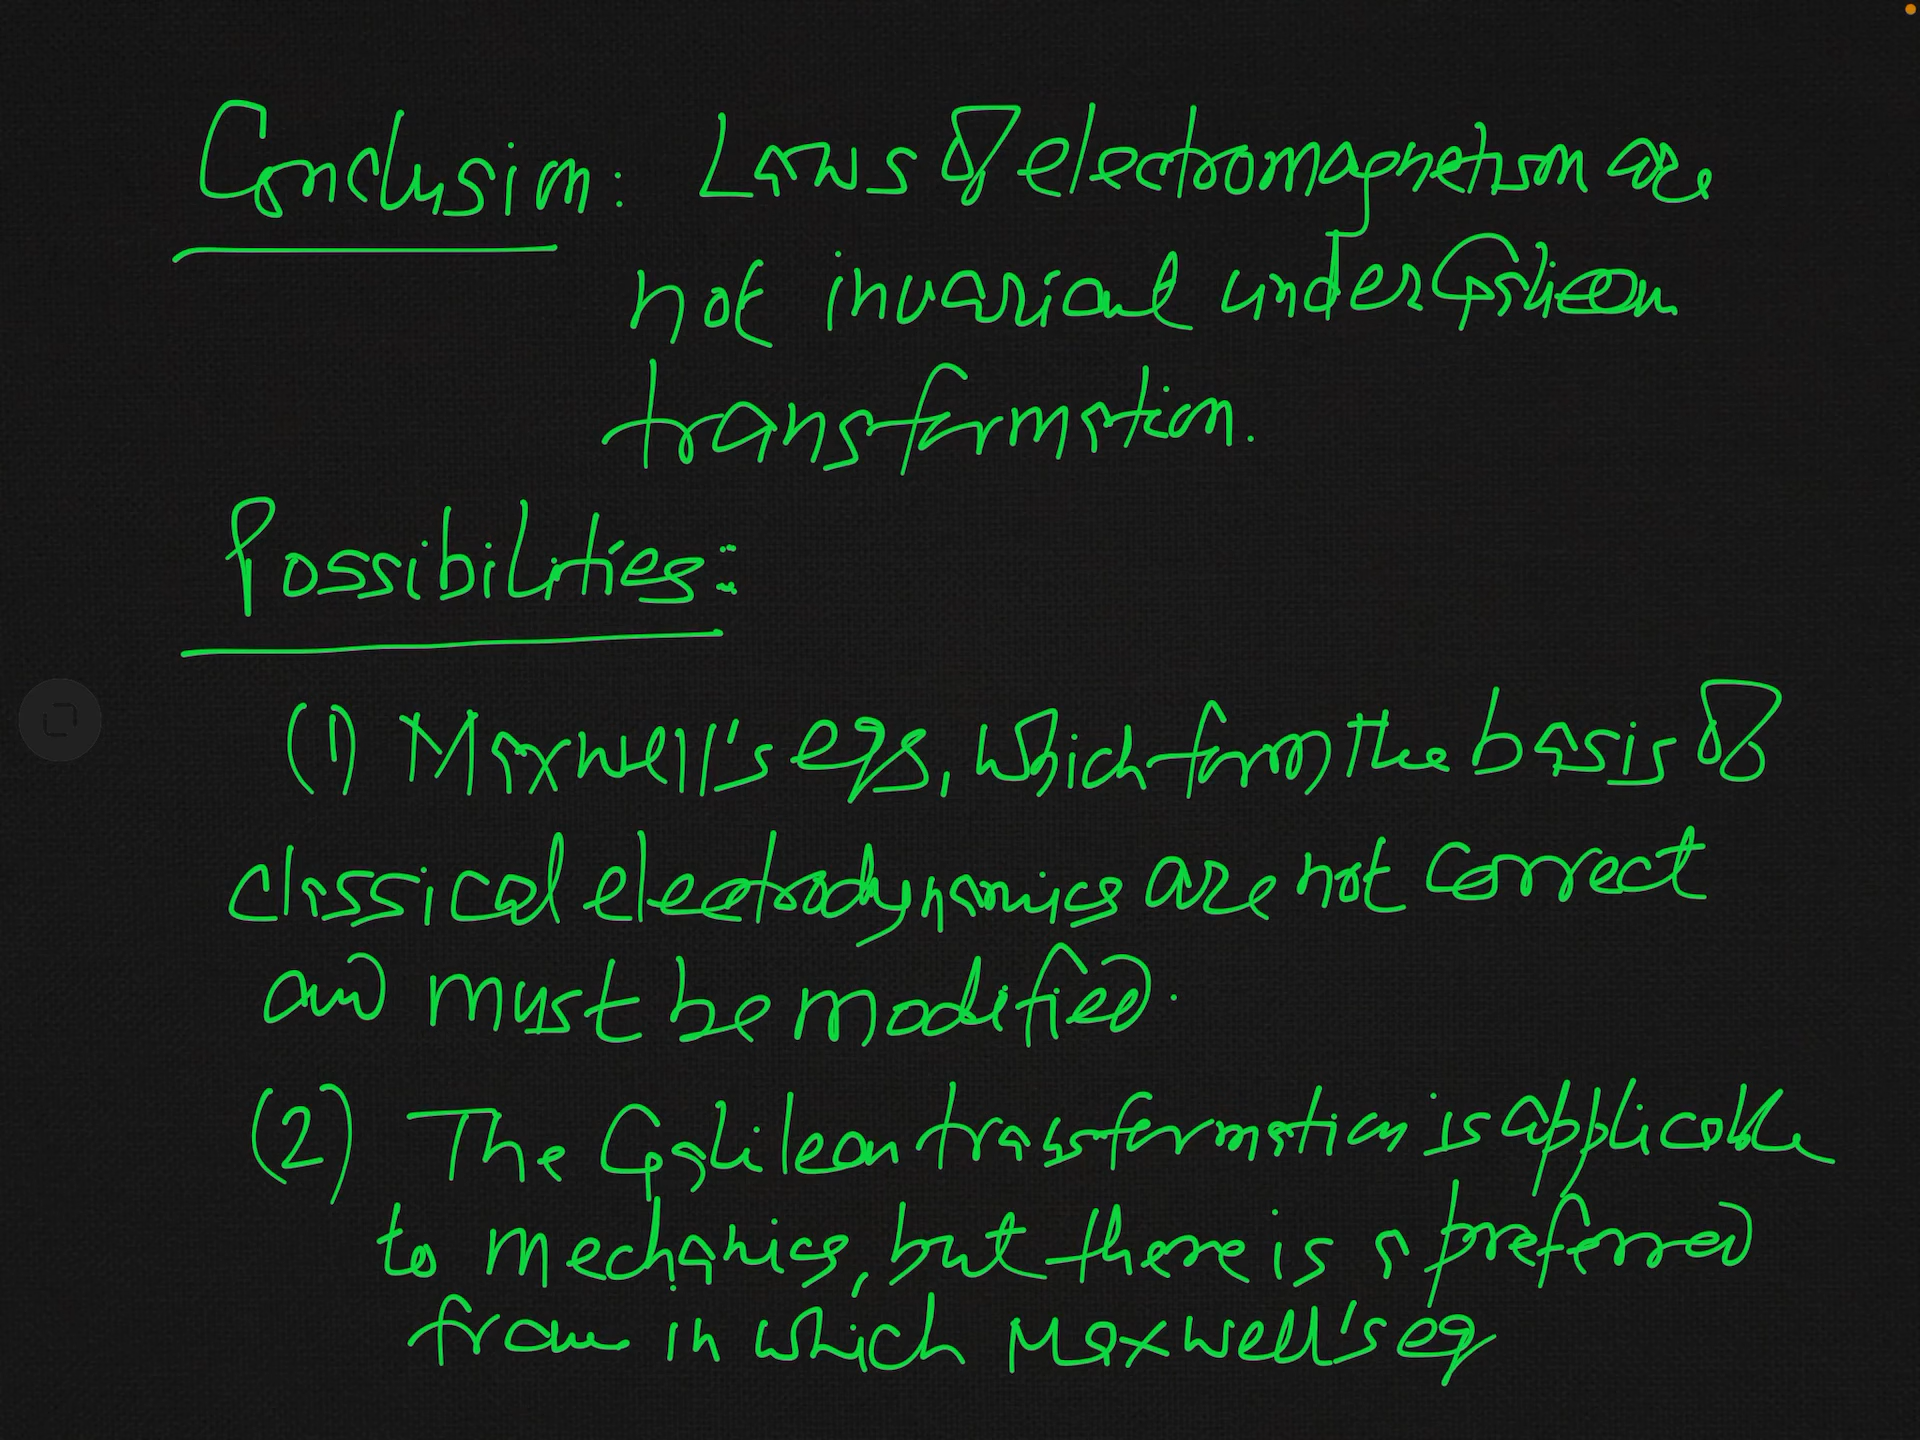 Conclusion: Laws of electromagnetism are
not invariant under Galilean
transformation.
Possibilities:
(1) Maxwell's eqs, which form the basis of
classical electrodynamics are not correct
and must be modified.
(2) The Galilean transformation is applicable
to mechanics, but there is a preferred
frame in which Maxwell's eq